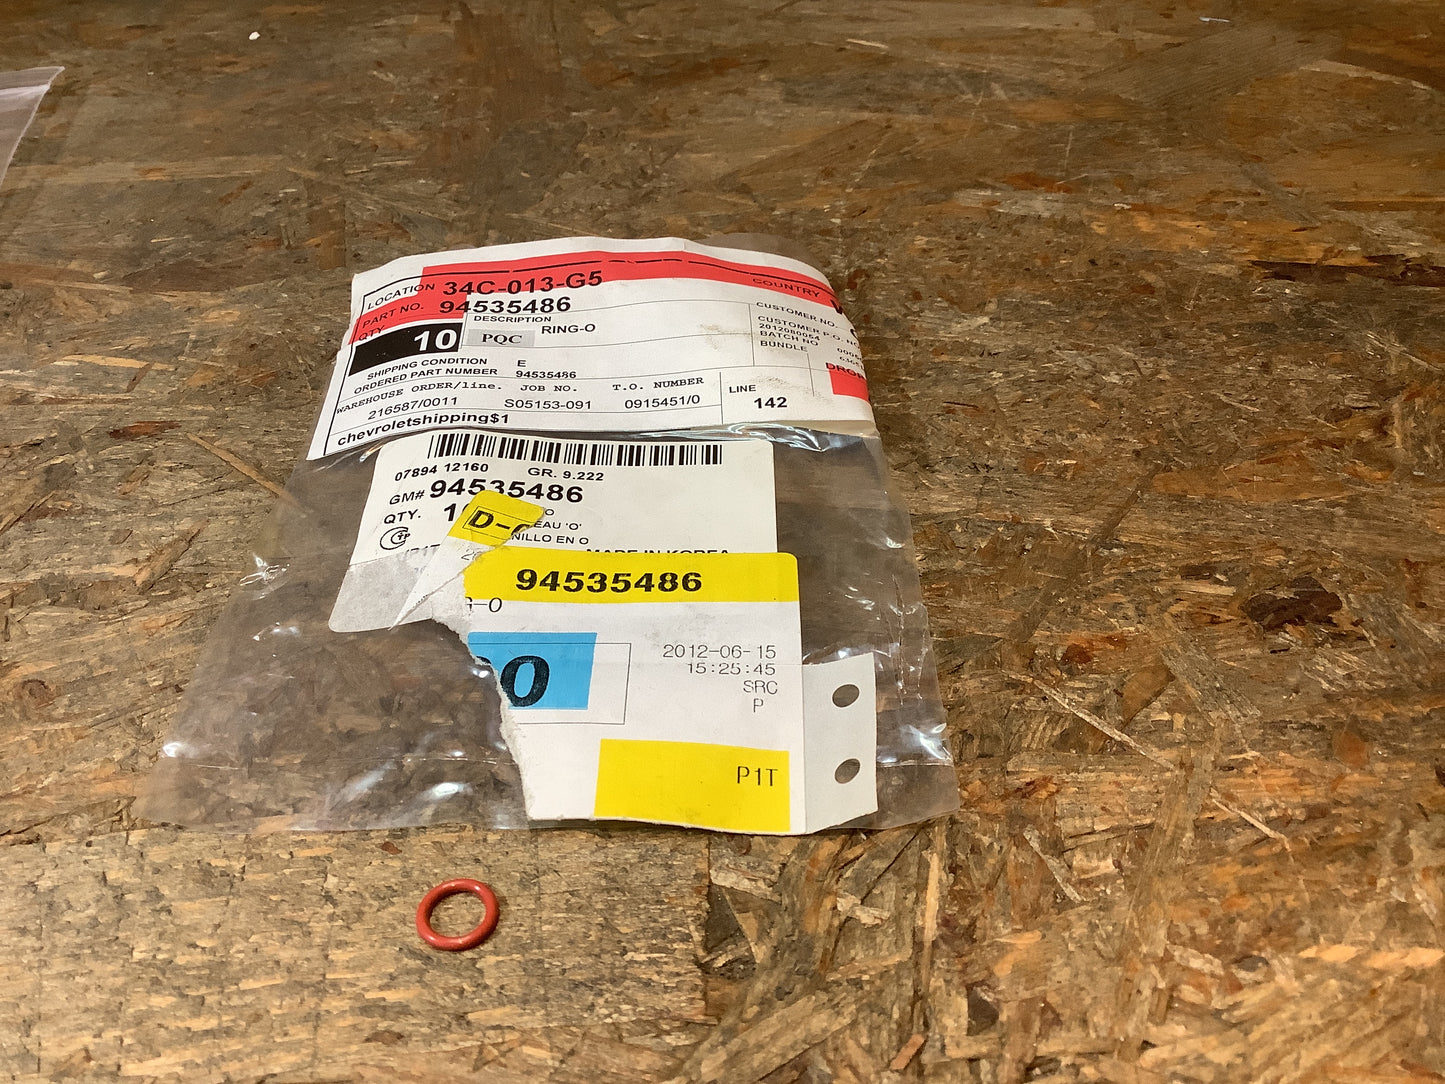 LOCATION 34C-013-G5 COUNTRY
PART NO. 94535486
QTY 10 DESCRIPTION
PQC RING-O
CUSTOMER NO.
CUSTOMER P.O. NO
2012080064
BATCH NO
BUNDLE
SHIPPING CONDITION E
ORDERED PART NUMBER 94535486
WAREHOUSE ORDER/line. JOB NO. T.O. NUMBER LINE
216587/0011 S05153-091 0915451/0 142
chevroletshipping$1
07894 12160 GR. 9.222
GM# 94535486
QTY.
MADE IN KOREA
94535486
2012-06-15
15:25:45
SRC
P
P1T